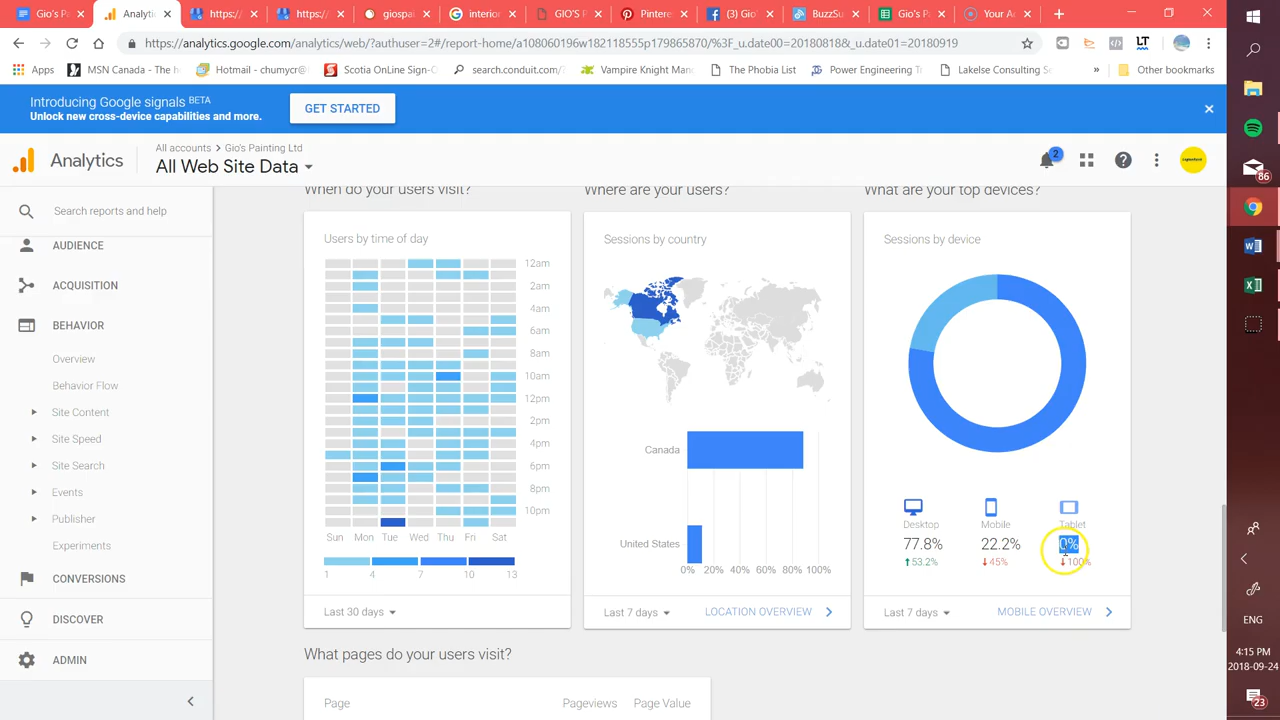 Gio's P
Analytics
https:/
https:/
giospa
interior
GIO'S P
Pintere
(3) Gio'
BuzzSu
Gio's Pa
Your A
https://analytics.google.com/analytics/web/?authuser=2#/report-home/a108060196w182118555p179865870/%3F_u.date00=20180818&_u.date01=20180919
Apps
MSN Canada - The h
Hotmail - chumycr@
Scotia OnLine Sign-O
search.conduit.com/
Vampire Knight Man
The Phobia List
Power Engineering T
Lakelse Consulting Se
»
Other bookmarks
Introducing Google signals BETA
Unlock new cross-device capabilities and more.
GET STARTED
Analytics
All accounts > Gio's Painting Ltd
All Web Site Data
2
Search reports and help
AUDIENCE
ACQUISITION
BEHAVIOR
Overview
Behavior Flow
Site Content
Site Speed
Site Search
Events
Publisher
Experiments
CONVERSIONS
DISCOVER
ADMIN
When do your users visit?
Users by time of day
12am
2am
4am
6am
8am
10am
12pm
2pm
4pm
6pm
8pm
10pm
Sun Mon Tue Wed Thu Fri Sat
1 4 7 10 13
Last 30 days
Where are your users?
Sessions by country
Canada
United States
0% 20% 40% 60% 80% 100%
Last 7 days
LOCATION OVERVIEW
What are your top devices?
Sessions by device
Desktop Mobile Tablet
77.8% 22.2% 0%
53.2% 45% 100%
Last 7 days
MOBILE OVERVIEW
What pages do your users visit?
Page Pageviews Page Value
86
ENG
4:15 PM
2018-09-24
23